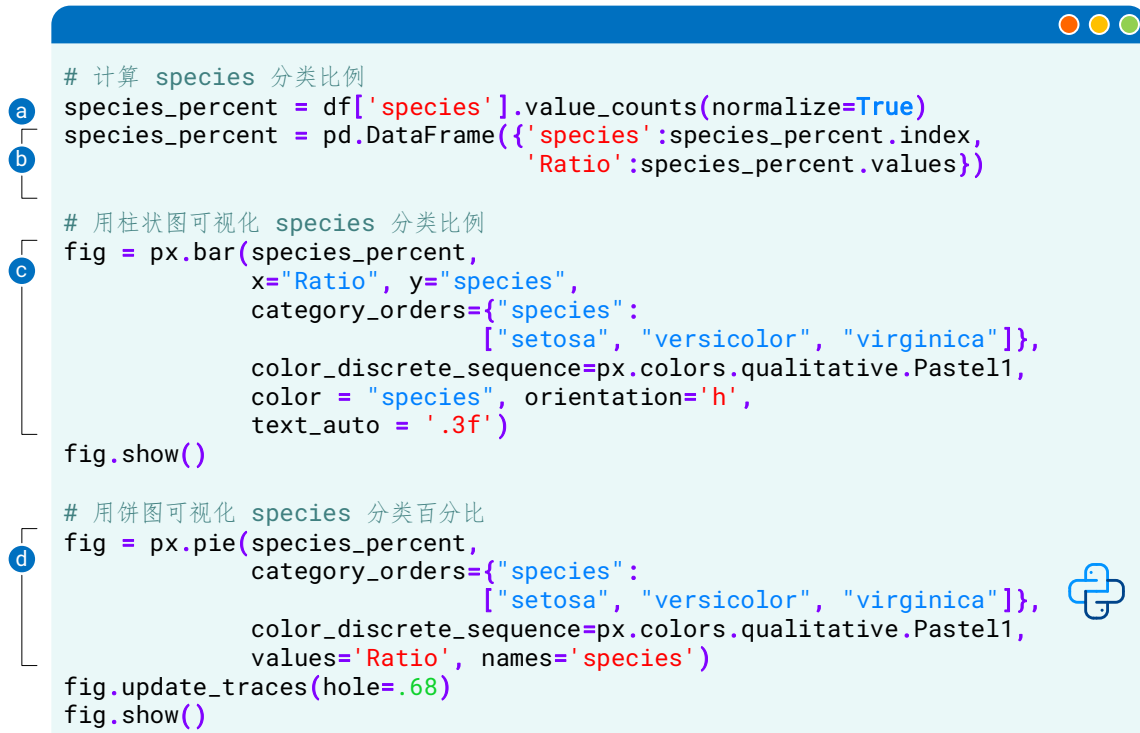 # 计算 species 分类比例
a species_percent = df['species'].value_counts(normalize=True)
b species_percent = pd.DataFrame({'species':species_percent.index,
'Ratio':species_percent.values})
# 用柱状图可视化 species 分类比例
c fig = px.bar(species_percent,
x="Ratio", y="species",
category_orders={"species":
["setosa", "versicolor", "virginica"]},
color_discrete_sequence=px.colors.qualitative.Pastel1,
color = "species", orientation='h',
text_auto = '.3f')
fig.show()
# 用饼图可视化 species 分类百分比
d fig = px.pie(species_percent,
category_orders={"species":
["setosa", "versicolor", "virginica"]},
color_discrete_sequence=px.colors.qualitative.Pastel1,
values='Ratio', names='species')
fig.update_traces(hole=.68)
fig.show()